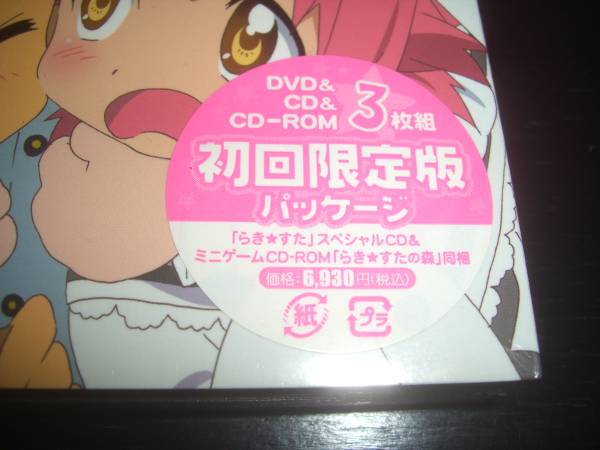 DVD&
CD&
CD-ROM 3枚組
初回限定版
パッケージ
「らき★すた」スペシャルCD&
ミニゲームCD-ROM「らき★すたの森」同梱
価格:6,930円(税込)
紙 プラ